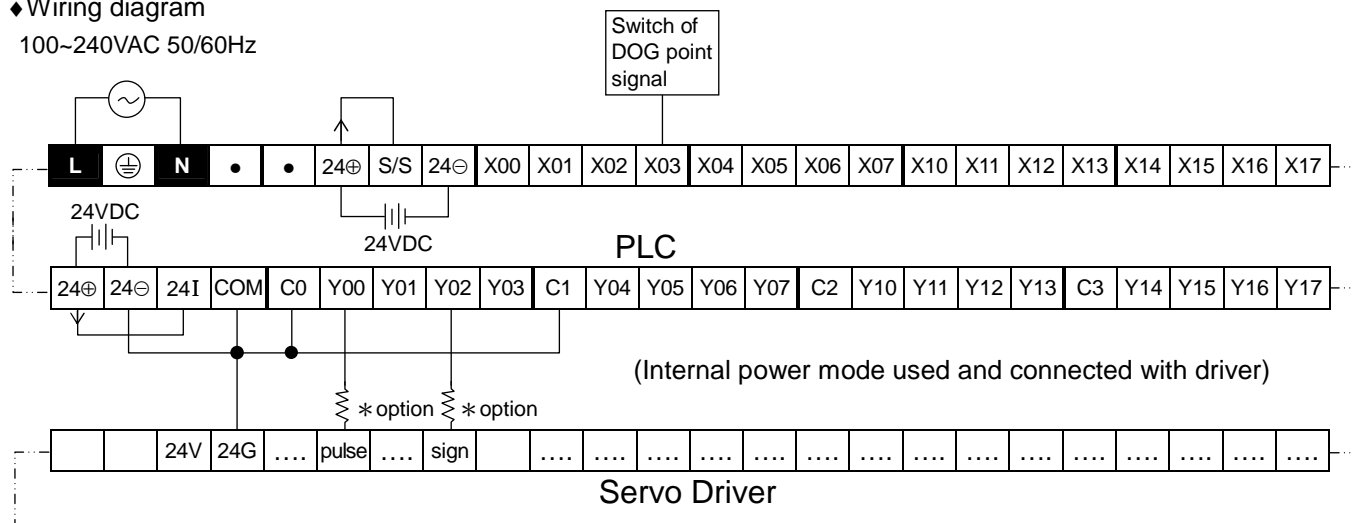 ♦Wiring diagram
100~240VAC 50/60Hz
Switch of
DOG point
signal
L N • • 24⊕ S/S 24⊖ X00 X01 X02 X03 X04 X05 X06 X07 X10 X11 X12 X13 X14 X15 X16 X17
24VDC
24VDC
PLC
24⊕ 24⊖ 24I COM C0 Y00 Y01 Y02 Y03 C1 Y04 Y05 Y06 Y07 C2 Y10 Y11 Y12 Y13 C3 Y14 Y15 Y16 Y17
(Internal power mode used and connected with driver)
*option *option
24V 24G .... pulse .... sign .... .... .... .... .... .... .... .... .... .... .... .... .... .... ....
Servo Driver